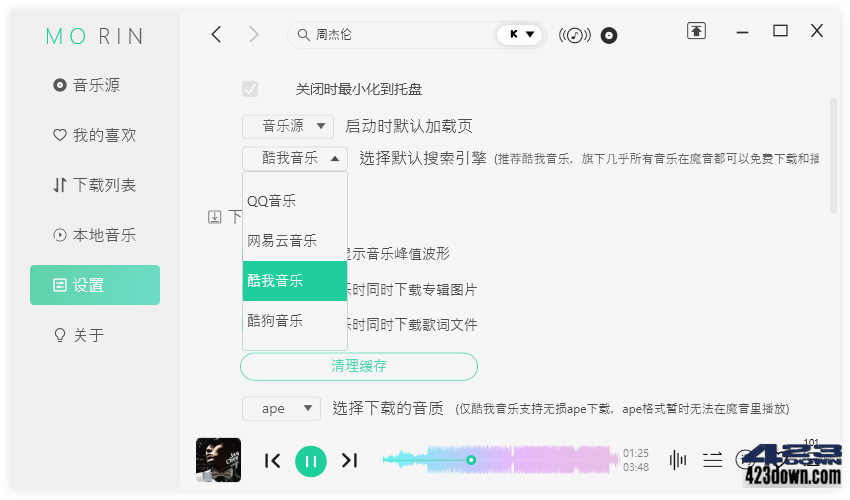 MO RIN
周杰伦
K
音乐源
我的喜欢
下载列表
本地音乐
设置
关于
关闭时最小化到托盘
音乐源 启动时默认加载页
酷我音乐 选择默认搜索引擎 (推荐酷我音乐，旗下几乎所有音乐在魔音都可以免费下载和播
QQ音乐
网易云音乐
酷我音乐
酷狗音乐
下
示音乐峰值波形
乐时同时下载专辑图片
乐时同时下载歌词文件
清理缓存
ape 选择下载的音质 (仅酷我音乐支持无损ape下载，ape格式暂时无法在魔音里播放)
01:25
03:48
101
423
DOWN
423down.com